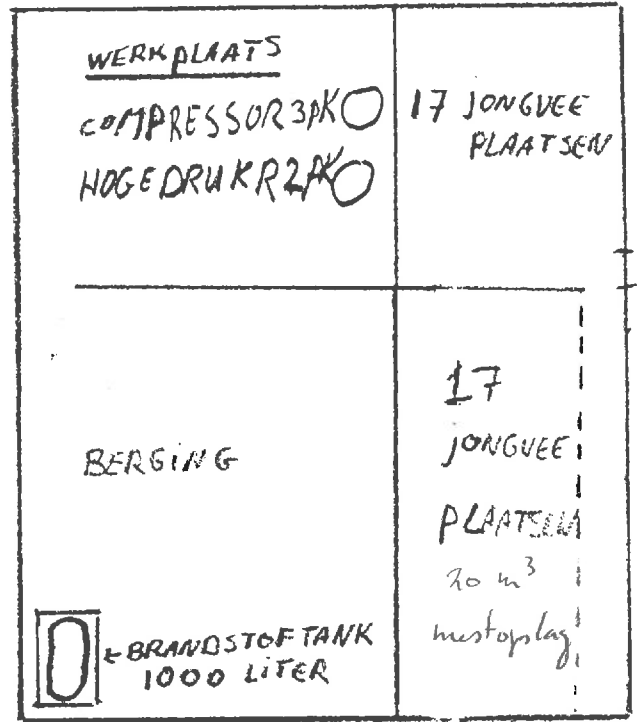 WERKPLAATS
COMPRESSOR 3PK
HOGEDRUKR 2PK
17 JONGVEE
PLAATSEN
BERGING
17
JONGVEE
PLAATSEN
20 m³
mestopslag
←BRANDSTOFTANK
1000 LITER